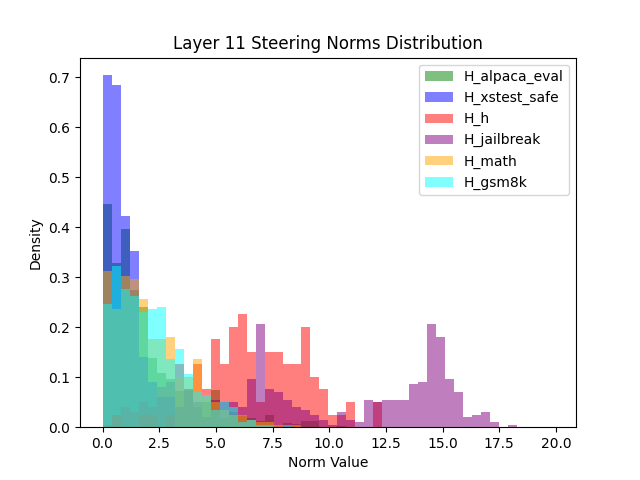 Layer 11 Steering Norms Distribution
0.7
0.6
0.5
0.4
0.3
0.2
0.1
0.0
Density
H_alpaca_eval
H_xstest_safe
H_h
H_jailbreak
H_math
H_gsm8k
0.0 2.5 5.0 7.5 10.0 12.5 15.0 17.5 20.0
Norm Value